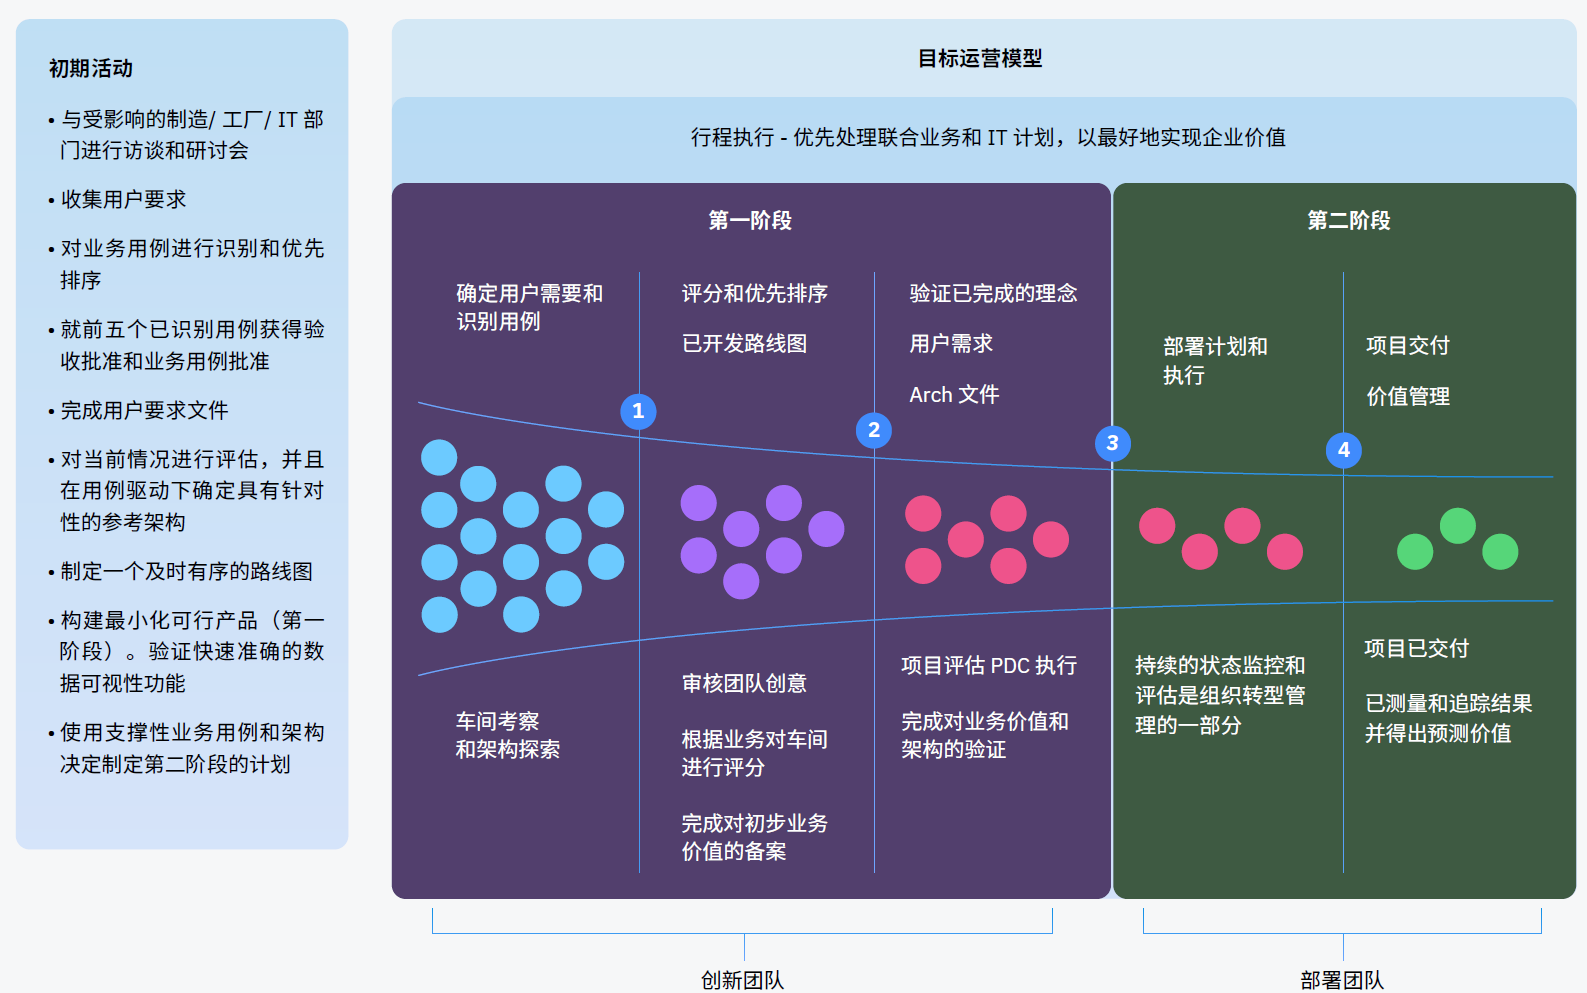 初期活动
• 与受影响的制造/ 工厂/ IT 部
门进行访谈和研讨会
• 收集用户要求
• 对业务用例进行识别和优先
排序
• 就前五个已识别用例获得验
收批准和业务用例批准
• 完成用户要求文件
• 对当前情况进行评估，并且
在用例驱动下确定具有针对
性的参考架构
• 制定一个及时有序的路线图
• 构建最小化可行产品（第一
阶段）。验证快速准确的数
据可视性功能
• 使用支撑性业务用例和架构
决定制定第二阶段的计划
目标运营模型
行程执行 - 优先处理联合业务和 IT 计划，以最好地实现企业价值
第一阶段
确定用户需要和
识别用例
评分和优先排序
已开发路线图
验证已完成的理念
用户需求
Arch 文件
1
2
3
车间考察
和架构探索
审核团队创意
根据业务对车间
进行评分
完成对初步业务
价值的备案
项目评估 PDC 执行
完成对业务价值和
架构的验证
第二阶段
部署计划和
执行
项目交付
价值管理
4
持续的状态监控和
评估是组织转型管
理的一部分
项目已交付
已测量和追踪结果
并得出预测价值
创新团队
部署团队